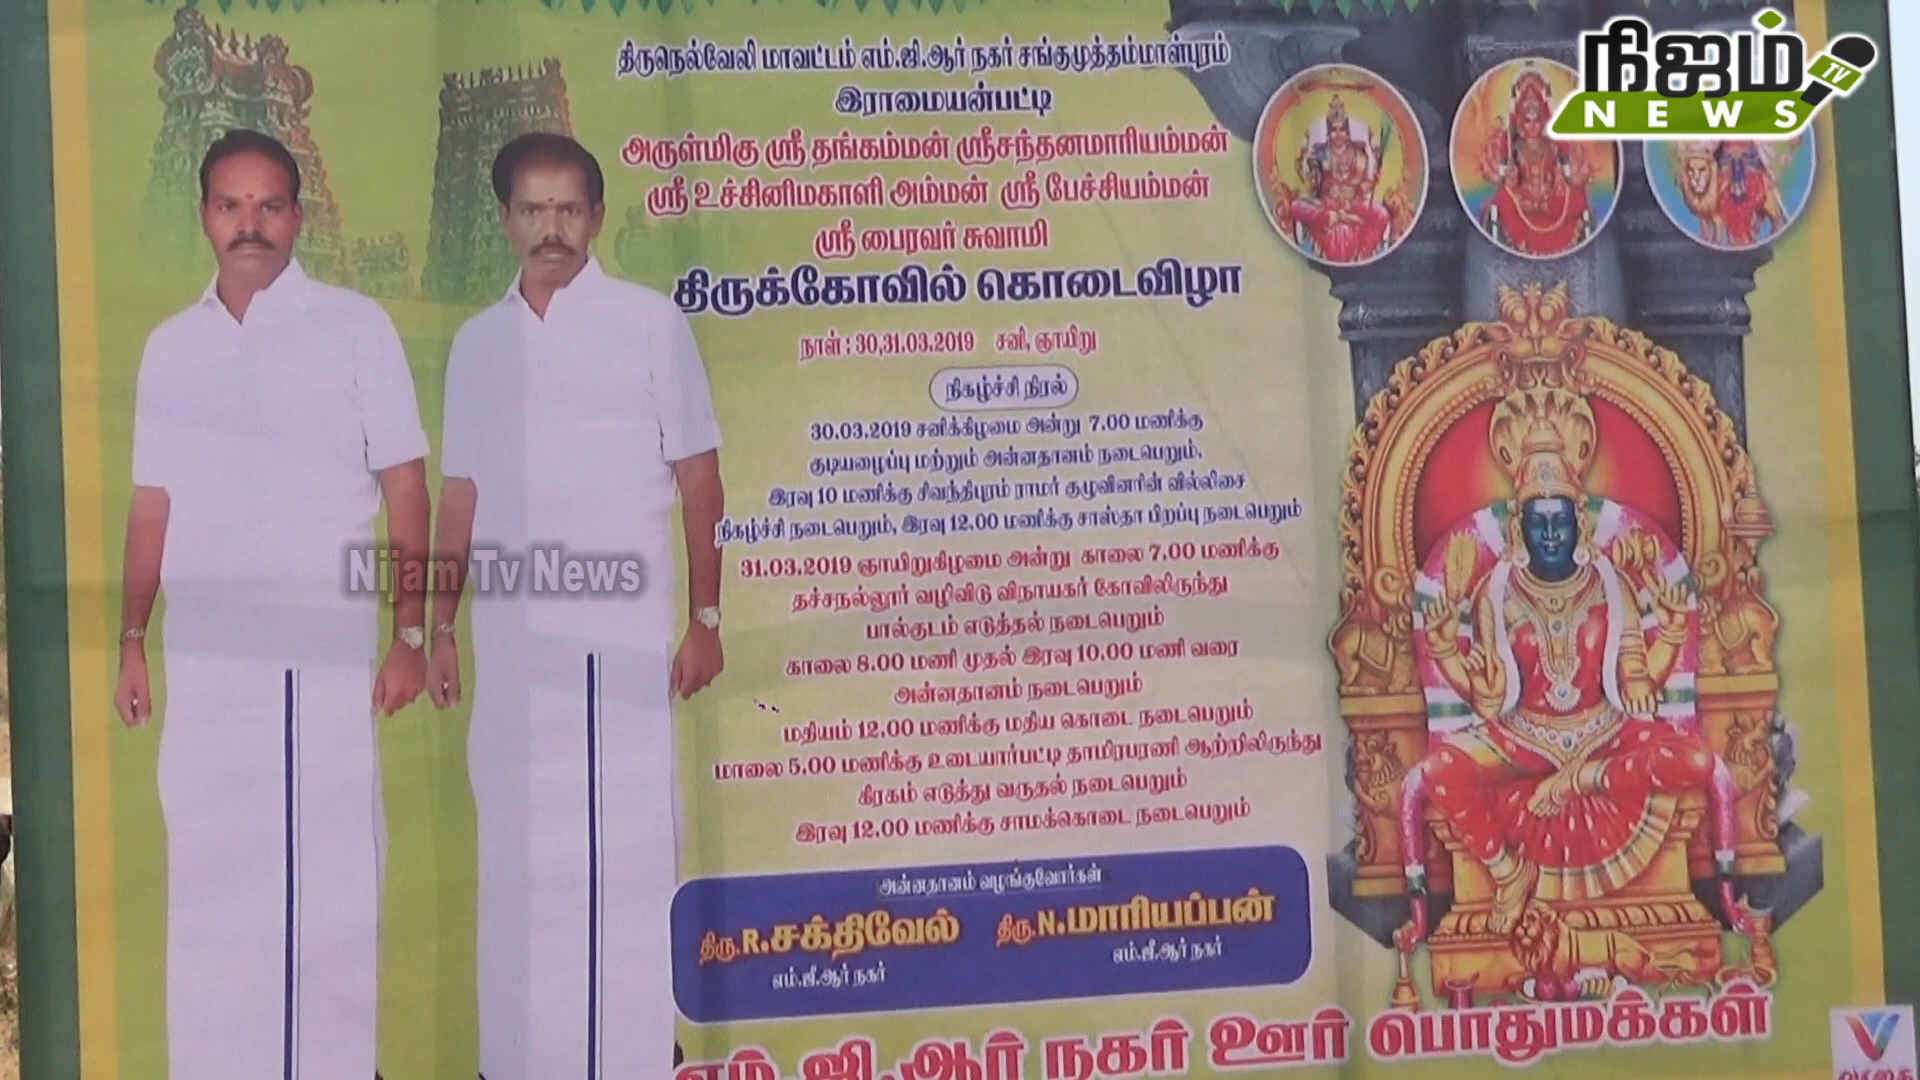 நிஜம் TV
NEWS
திருநெல்வேலி மாவட்டம் எம்.ஜி.ஆர் நகர் சங்குமுத்தம்மாள்புரம்
இராமையன்பட்டி
அருள்மிகு ஸ்ரீ தங்கம்மன் ஸ்ரீசந்தனமாரியம்மன்
ஸ்ரீ உச்சினிமகாளி அம்மன் ஸ்ரீ பேச்சியம்மன்
ஸ்ரீ பைரவர் சுவாமி
திருக்கோவில் கொடைவிழா
நாள் : 30,31.03.2019 சனி, ஞாயிறு
நிகழ்ச்சி நிரல்
30.03.2019 சனிக்கிழமை அன்று 7.00 மணிக்கு
குடியழைப்பு மற்றும் அன்னதானம் நடைபெறும்.
இரவு 10 மணிக்கு சிவந்திபுரம் ராமர் குழுவினரின் வில்லிசை
நிகழ்ச்சி நடைபெறும், இரவு 12.00 மணிக்கு சாஸ்தா பிறப்பு நடைபெறும்
31.03.2019 ஞாயிறுகிழமை அன்று காலை 7.00 மணிக்கு
தச்சநல்லூர் வழிவிடு விநாயகர் கோவிலிருந்து
பால்குடம் எடுத்தல் நடைபெறும்
காலை 8.00 மணி முதல் இரவு 10.00 மணி வரை
அன்னதானம் நடைபெறும்
மதியம் 12.00 மணிக்கு மதிய கொடை நடைபெறும்
மாலை 5.00 மணிக்கு உடையார்பட்டி தாமிரபரணி ஆற்றிலிருந்து
கிரகம் எடுத்து வருதல் நடைபெறும்
இரவு 12.00 மணிக்கு சாமக்கொடை நடைபெறும்
Nijam Tv News
அன்னதானம் வழங்குவோர்கள்
திரு.R.சக்திவேல் திரு.N.மாரியப்பன்
எம்.ஜீ.ஆர் நகர் எம்.ஜீ.ஆர் நகர்
எம்.ஜி.ஆர் நகர் ஊர் பொதுமக்கள்